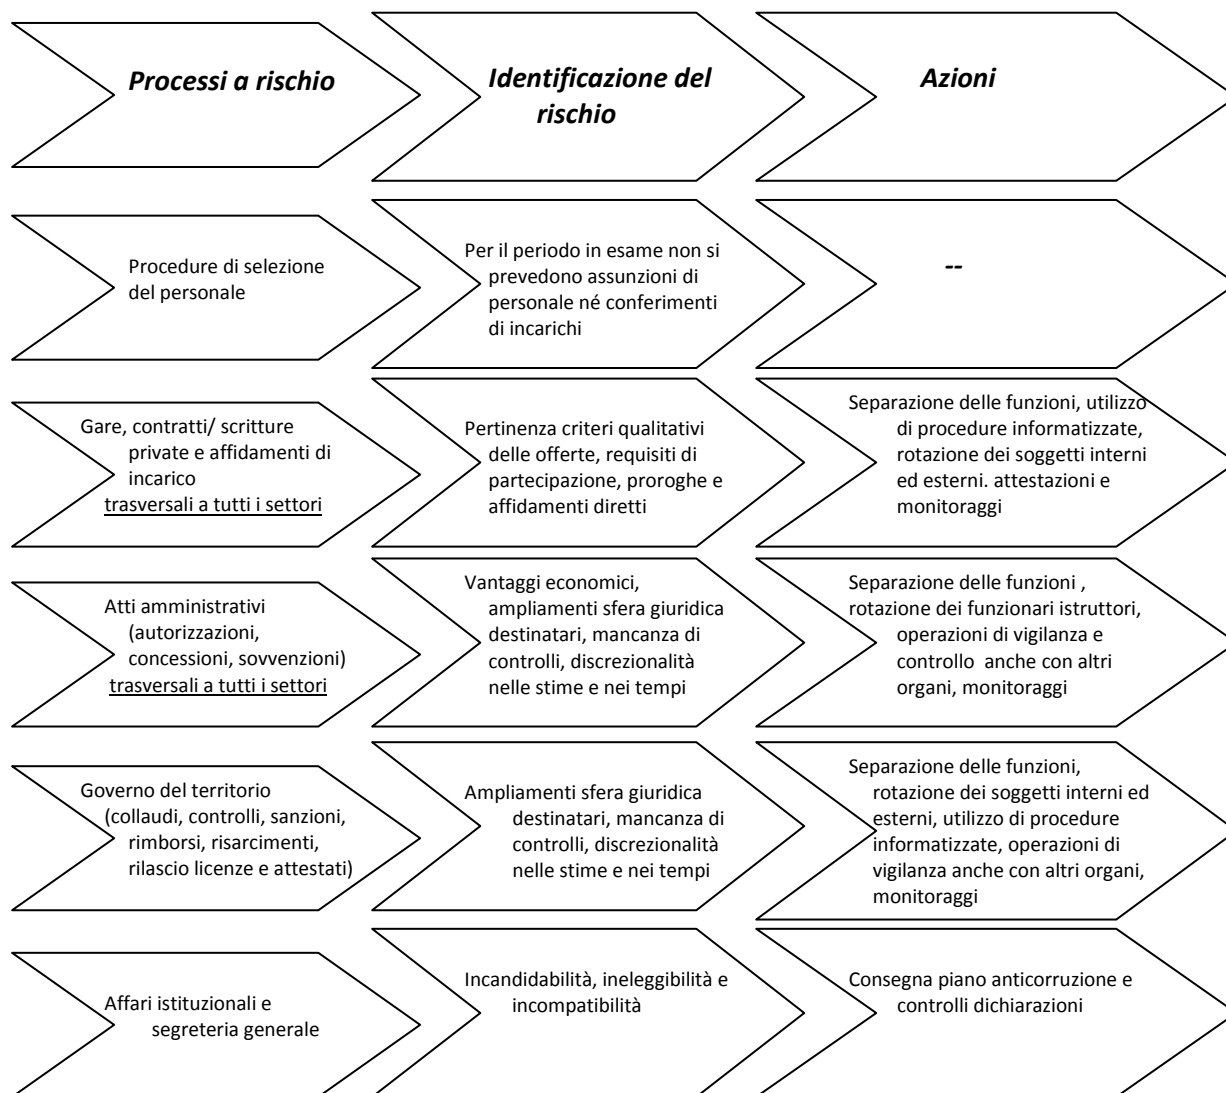 Processi a rischio
Identificazione del
rischio
Azioni
Procedure di selezione
del personale
Per il periodo in esame non si
prevedono assunzioni di
personale né conferimenti
di incarichi
--
Gare, contratti/ scritture
private e affidamenti di
incarico
trasversali a tutti i settori
Pertinenza criteri qualitativi
delle offerte, requisiti di
partecipazione, proroghe e
affidamenti diretti
Separazione delle funzioni, utilizzo
di procedure informatizzate,
rotazione dei soggetti interni
ed esterni. attestazioni e
monitoraggi
Atti amministrativi
(autorizzazioni,
concessioni, sovvenzioni)
trasversali a tutti i settori
Vantaggi economici,
ampliamenti sfera giuridica
destinatari, mancanza di
controlli, discrezionalità
nelle stime e nei tempi
Separazione delle funzioni ,
rotazione dei funzionari istruttori,
operazioni di vigilanza e
controllo anche con altri
organi, monitoraggi
Governo del territorio
(collaudi, controlli, sanzioni,
rimborsi, risarcimenti,
rilascio licenze e attestati)
Ampliamenti sfera giuridica
destinatari, mancanza di
controlli, discrezionalità
nelle stime e nei tempi
Separazione delle funzioni,
rotazione dei soggetti interni ed
esterni, utilizzo di procedure
informatizzate, operazioni di
vigilanza anche con altri organi,
monitoraggi
Affari istituzionali e
segreteria generale
Incandidabilità, ineleggibilità e
incompatibilità
Consegna piano anticorruzione e
controlli dichiarazioni